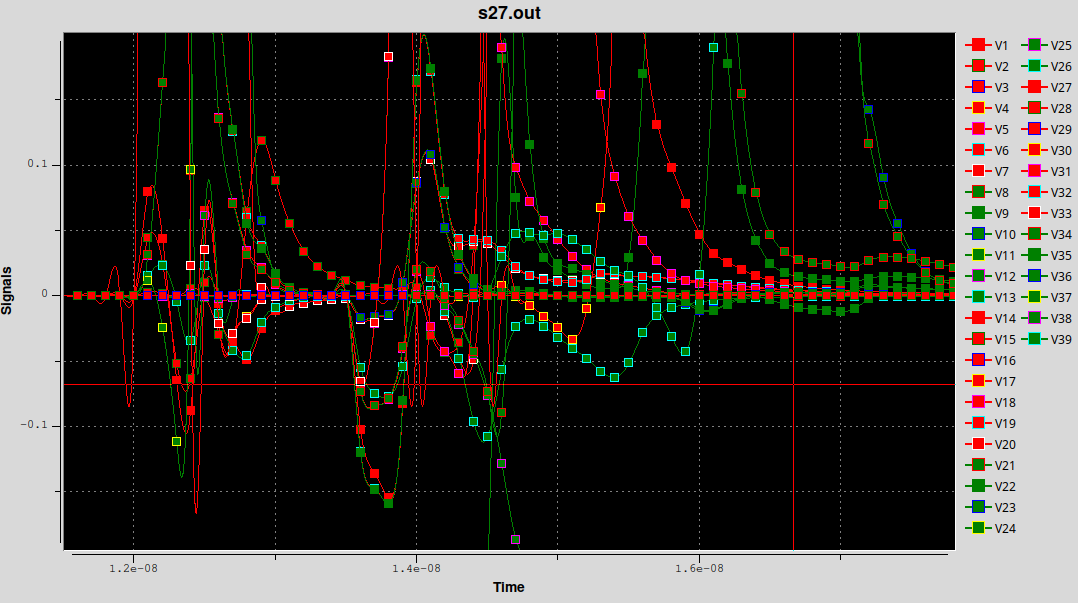 s27.out
Signals
0.1
0
-0.1
1.2e-08 1.4e-08 1.6e-08
Time
V1 V25
V2 V26
V3 V27
V4 V28
V5 V29
V6 V30
V7 V31
V8 V32
V9 V33
V10 V34
V11 V35
V12 V36
V13 V37
V14 V38
V15 V39
V16
V17
V18
V19
V20
V21
V22
V23
V24